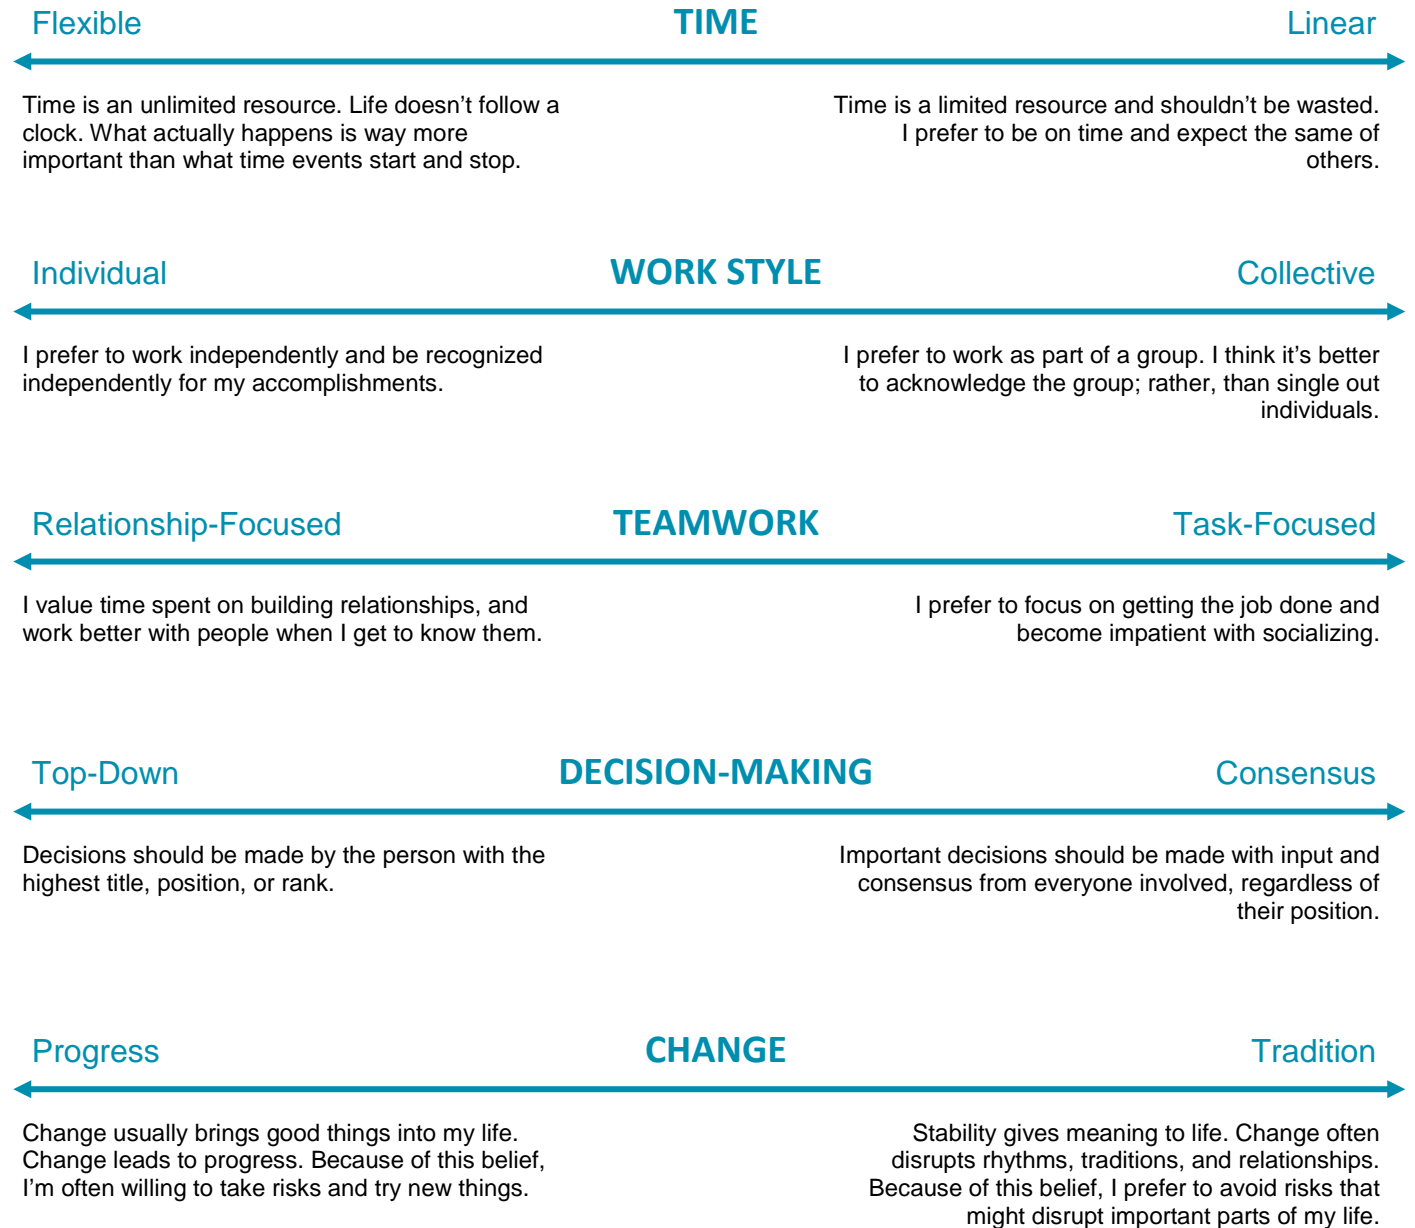 Flexible TIME Linear
Time is an unlimited resource. Life doesn’t follow a
clock. What actually happens is way more
important than what time events start and stop.
Time is a limited resource and shouldn’t be wasted.
I prefer to be on time and expect the same of
others.
Individual WORK STYLE Collective
I prefer to work independently and be recognized
independently for my accomplishments.
I prefer to work as part of a group. I think it’s better
to acknowledge the group; rather, than single out
individuals.
Relationship-Focused TEAMWORK Task-Focused
I value time spent on building relationships, and
work better with people when I get to know them.
I prefer to focus on getting the job done and
become impatient with socializing.
Top-Down DECISION-MAKING Consensus
Decisions should be made by the person with the
highest title, position, or rank.
Important decisions should be made with input and
consensus from everyone involved, regardless of
their position.
Progress CHANGE Tradition
Change usually brings good things into my life.
Change leads to progress. Because of this belief,
I’m often willing to take risks and try new things.
Stability gives meaning to life. Change often
disrupts rhythms, traditions, and relationships.
Because of this belief, I prefer to avoid risks that
might disrupt important parts of my life.